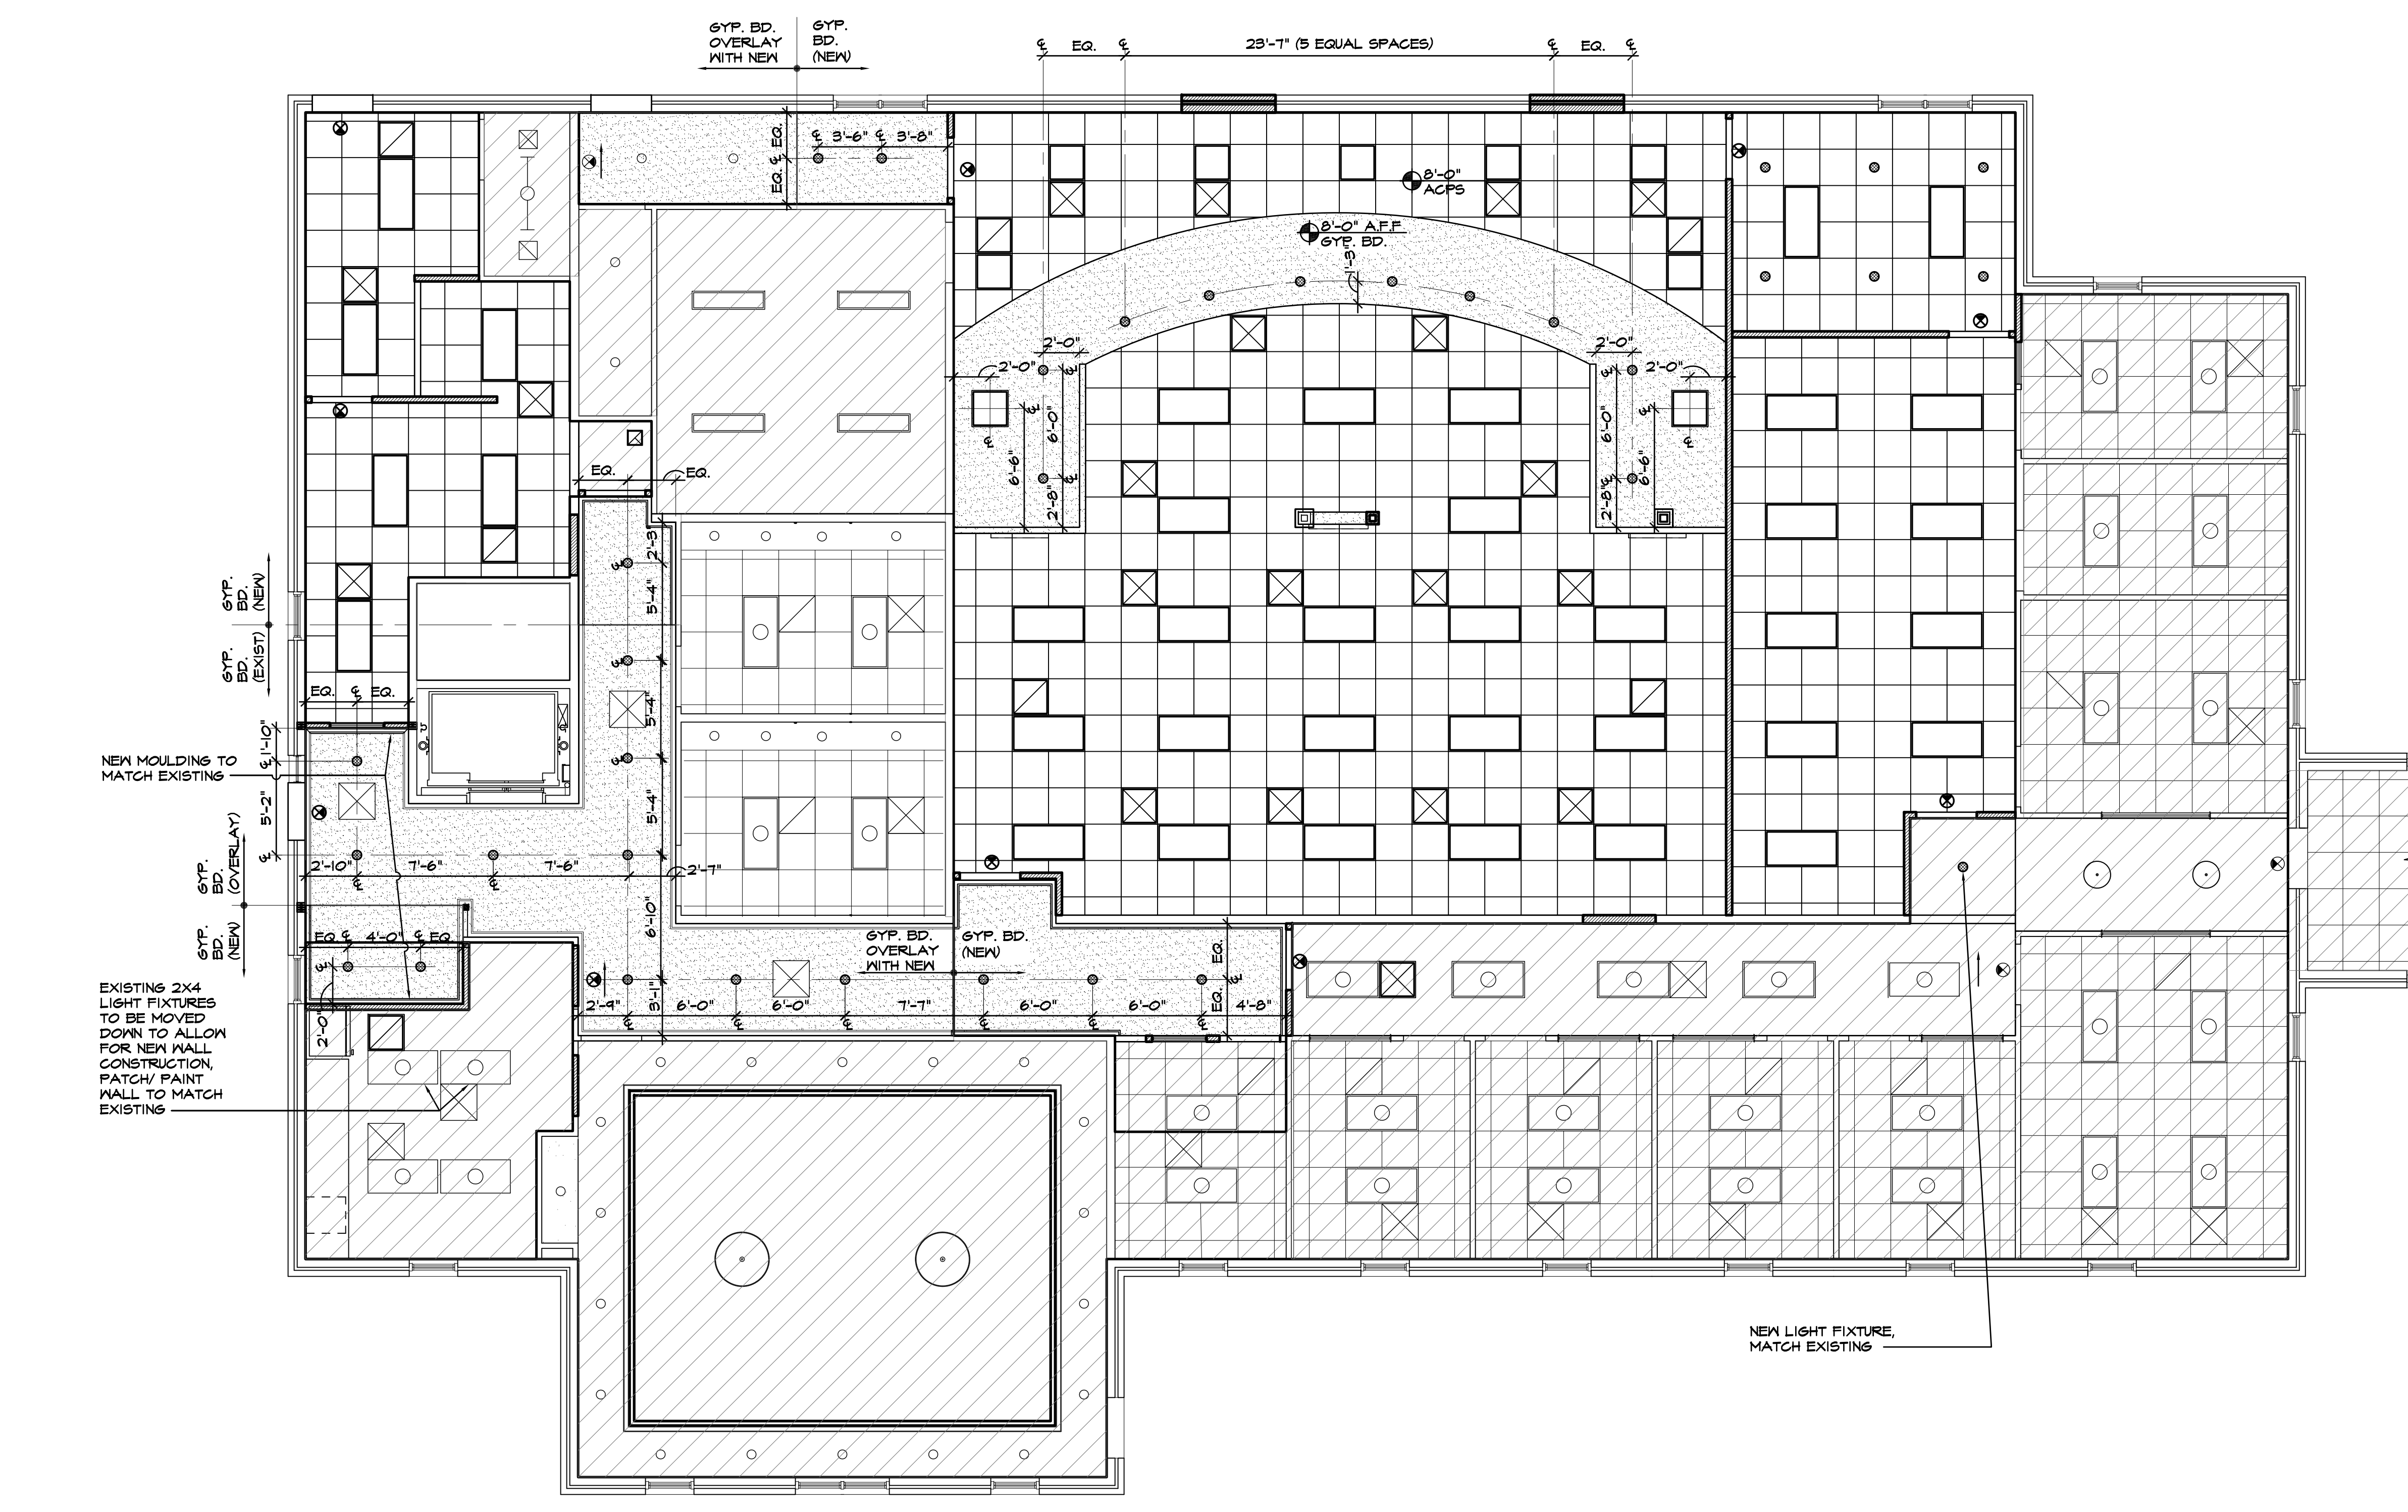 GYP. BD.
OVERLAY
WITH NEW
GYP.
BD.
(NEW)
℄
EQ.
℄
23'-7" (5 EQUAL SPACES)
℄
EQ.
℄
EQ.
℄
EQ.
℄
3'-6"
℄
3'-8"
8'-0"
ACPS
8'-0" A.F.F
GYP. BD.
1'-3"
2'-0"
2'-0"
℄
℄
℄
6'-0"
6'-6"
℄
2'-8"
2'-0"
2'-0"
℄
℄
℄
6'-0"
6'-6"
℄
2'-8"
EQ.
EQ.
2'-3"
℄
5'-4"
℄
5'-4"
℄
5'-4"
GYP.
BD.
(NEW)
GYP.
BD.
(EXIST)
EQ.
℄
EQ.
1'-10"
℄
5'-2"
℄
NEW MOULDING TO
MATCH EXISTING
GYP.
BD.
(OVERLAY)
GYP.
BD.
(NEW)
2'-10"
℄
7'-6"
℄
7'-6"
2'-7"
6'-10"
EQ.
℄
4'-0"
℄
EQ.
℄
2'-0"
GYP. BD.
OVERLAY
WITH NEW
GYP. BD.
(NEW)
EQ.
℄
EQ.
2'-9"
3'-1"
6'-0"
6'-0"
7'-7"
6'-0"
6'-0"
4'-8"
℄
℄
℄
℄
℄
℄
EXISTING 2X4
LIGHT FIXTURES
TO BE MOVED
DOWN TO ALLOW
FOR NEW WALL
CONSTRUCTION,
PATCH/ PAINT
WALL TO MATCH
EXISTING
NEW LIGHT FIXTURE,
MATCH EXISTING